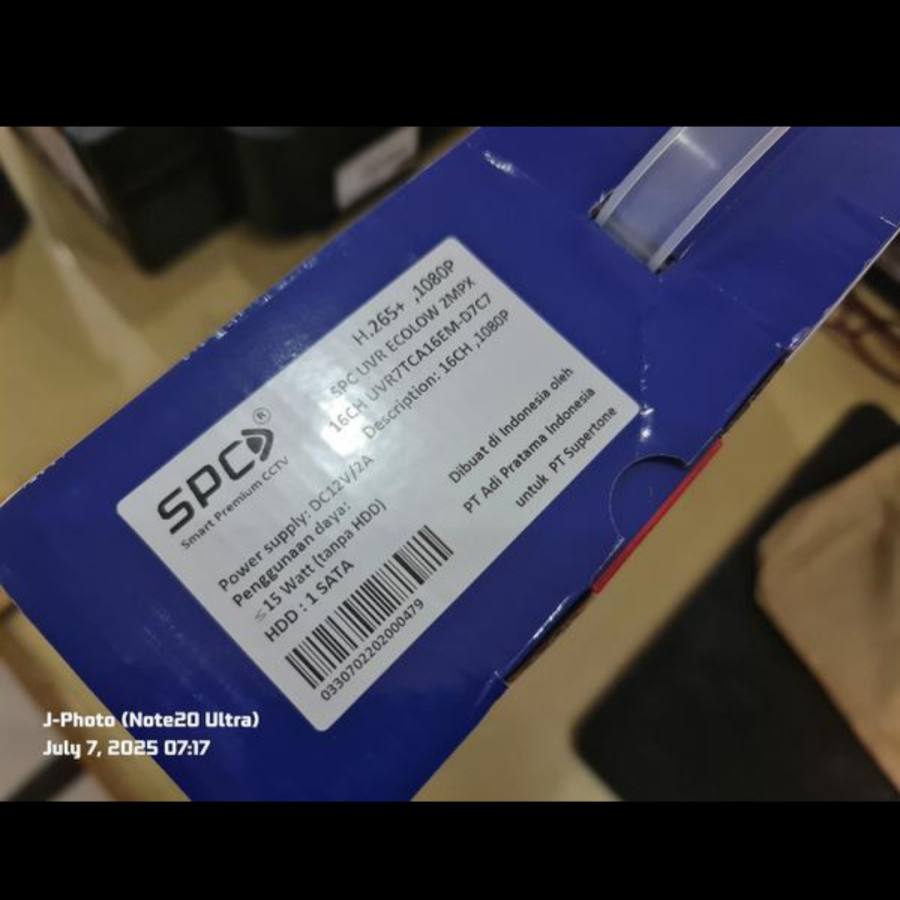 H.265+ ,1080P
SPC UVR ECOLOW 2MPX
16CH UVR7TCA16EM-D7C7
Description: 16CH ,1080P
SPC ®
Smart Premium CCTV
Power supply: DC12V/2A
Penggunaan daya:
≤15 Watt (tanpa HDD)
HDD : 1 SATA
0330702202000479
Dibuat di Indonesia oleh
PT Adi Pratama Indonesia
untuk PT Supertone
J-Photo (Note20 Ultra)
July 7, 2025 07:17